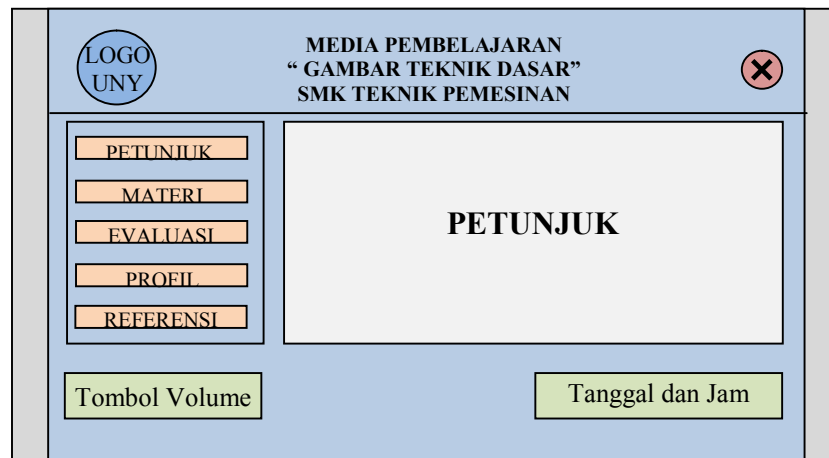 LOGO
UNY
MEDIA PEMBELAJARAN
“ GAMBAR TEKNIK DASAR”
SMK TEKNIK PEMESINAN
PETUNJUK
MATERI
EVALUASI
PROFIL
REFERENSI
PETUNJUK
Tombol Volume
Tanggal dan Jam